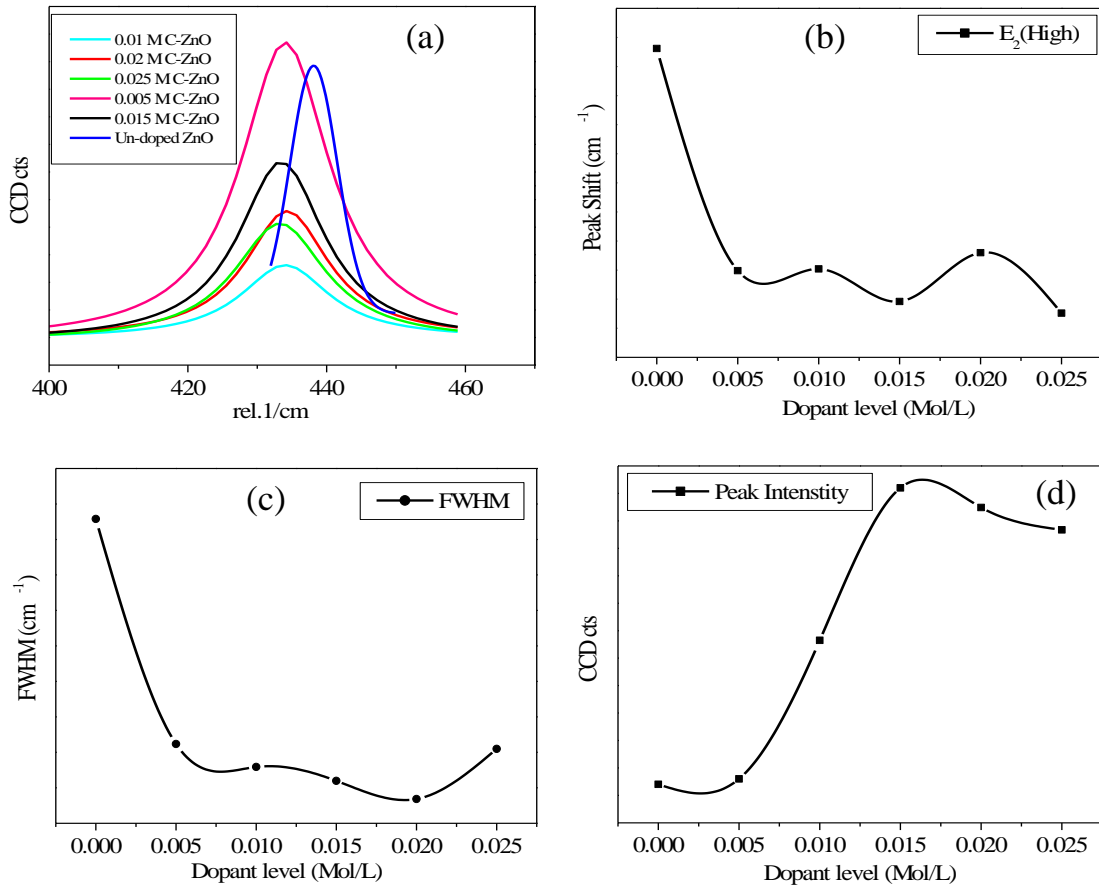 (a)
0.01 M C-ZnO
0.02 M C-ZnO
0.025 M C-ZnO
0.005 M C-ZnO
0.015 M C-ZnO
Un-doped ZnO
CCD cts
400 420 440 460
rel.1/cm
(b)
E2(High)
Peak Shift (cm -1)
0.000 0.005 0.010 0.015 0.020 0.025
Dopant level (Mol/L)
(c)
FWHM
FWHM (cm -1)
0.000 0.005 0.010 0.015 0.020 0.025
Dopant level (Mol/L)
(d)
Peak Intenstity
CCD cts
0.000 0.005 0.010 0.015 0.020 0.025
Dopant level (Mol/L)